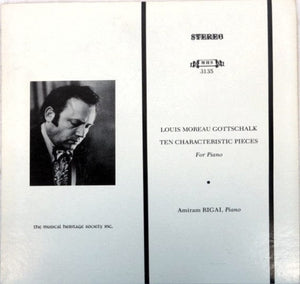 STEREO
MHS
3135
LOUIS MOREAU GOTTSCHALK
TEN CHARACTERISTIC PIECES
For Piano
Amiram RIGAI, Piano
the musical heritage society inc.